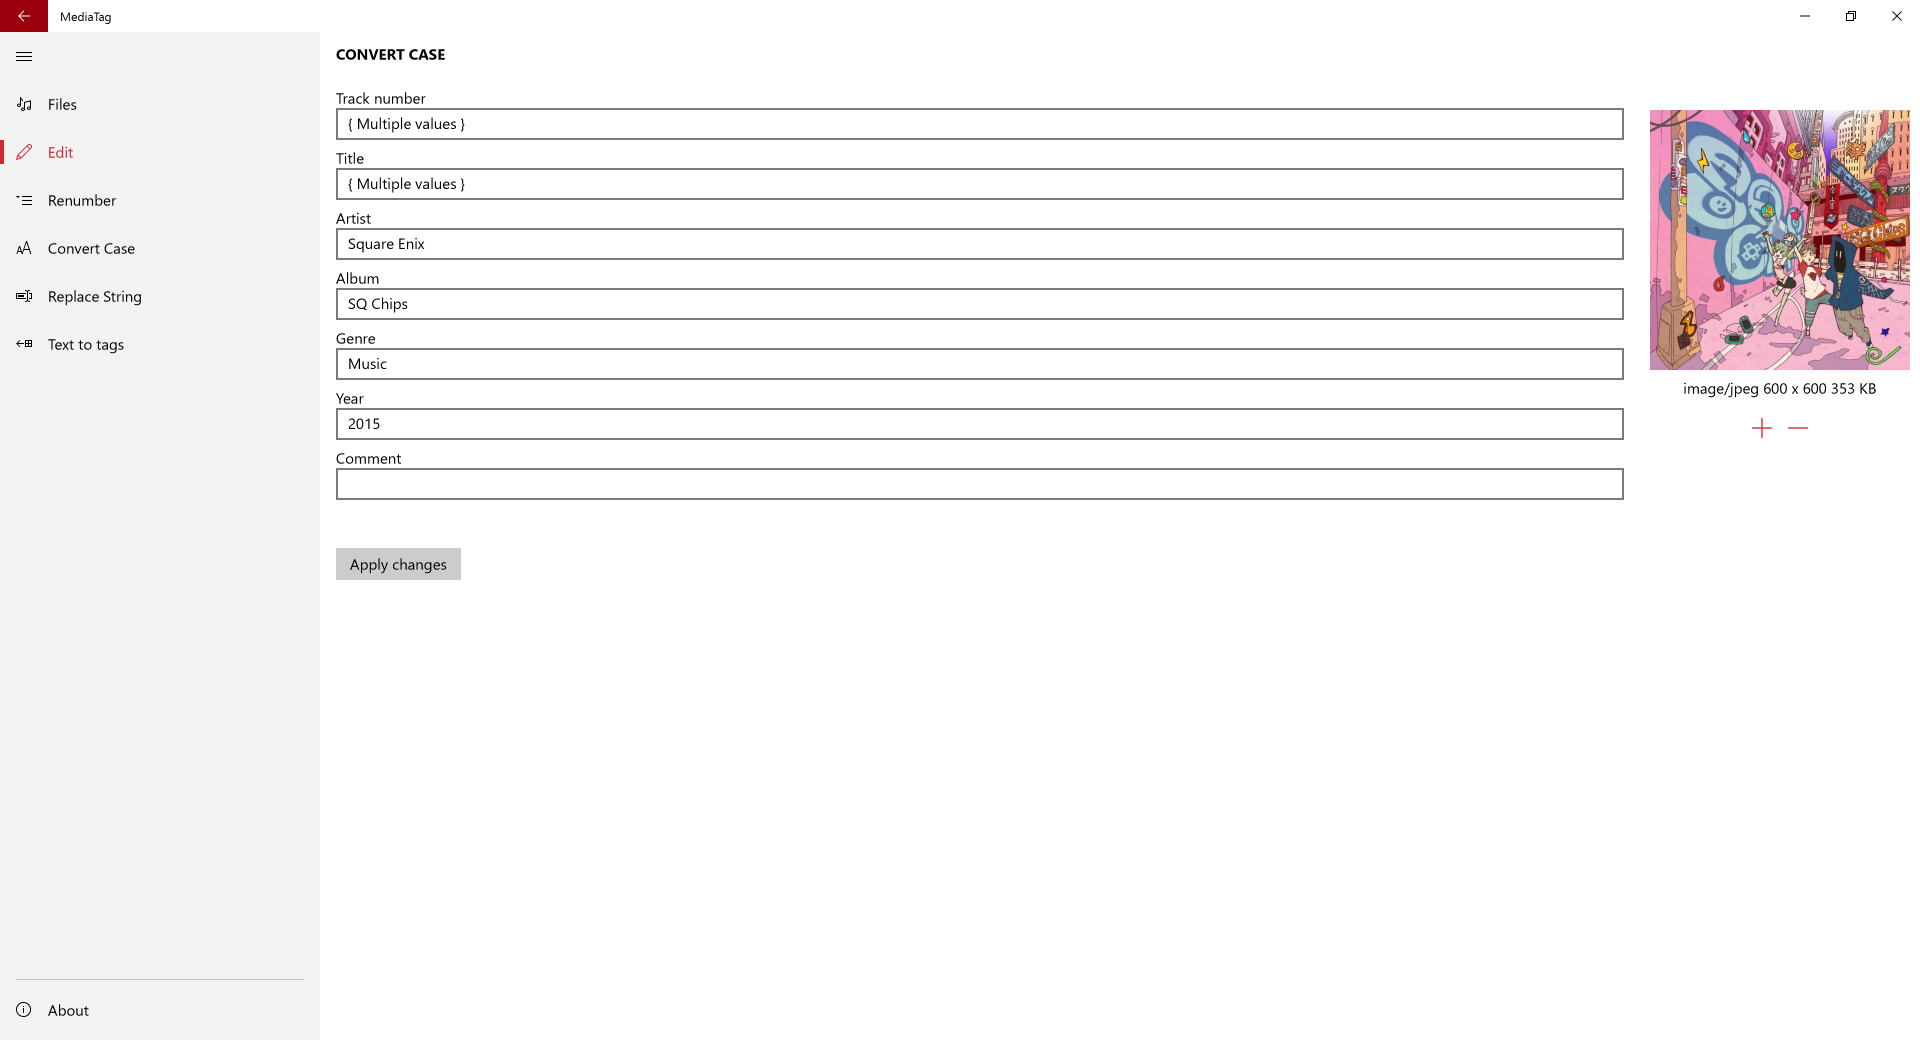 MediaTag
Files
Edit
Renumber
Convert Case
Replace String
Text to tags
About
CONVERT CASE
Track number
{ Multiple values }
Title
{ Multiple values }
Artist
Square Enix
Album
SQ Chips
Genre
Music
Year
2015
Comment
Apply changes
image/jpeg 600 x 600 353 KB